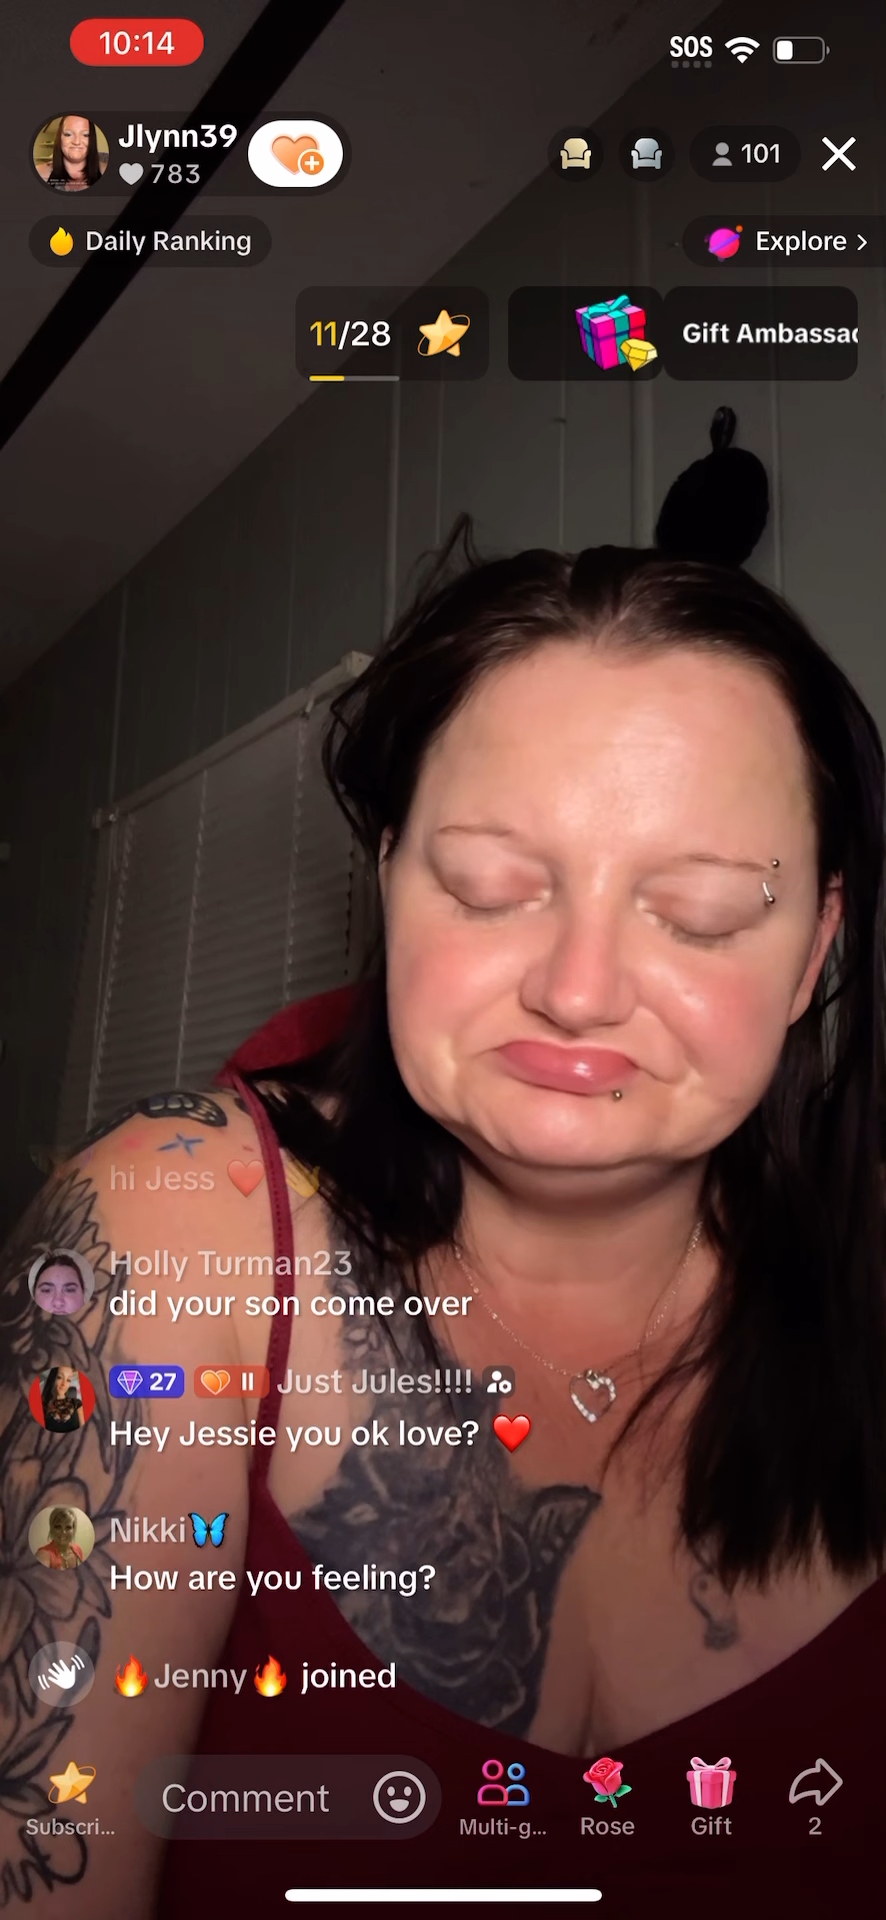 10:14
SOS
Jlynn39
783
101
Daily Ranking
Explore >
11/28
Gift Ambassac
hi Jess ❤️ 👋
Holly Turman23
did your son come over
27 II Just Jules!!!!
Hey Jessie you ok love? ❤️
Nikki🦋
How are you feeling?
🔥Jenny🔥 joined
Subscri...
Comment
Multi-g...
Rose
Gift
2